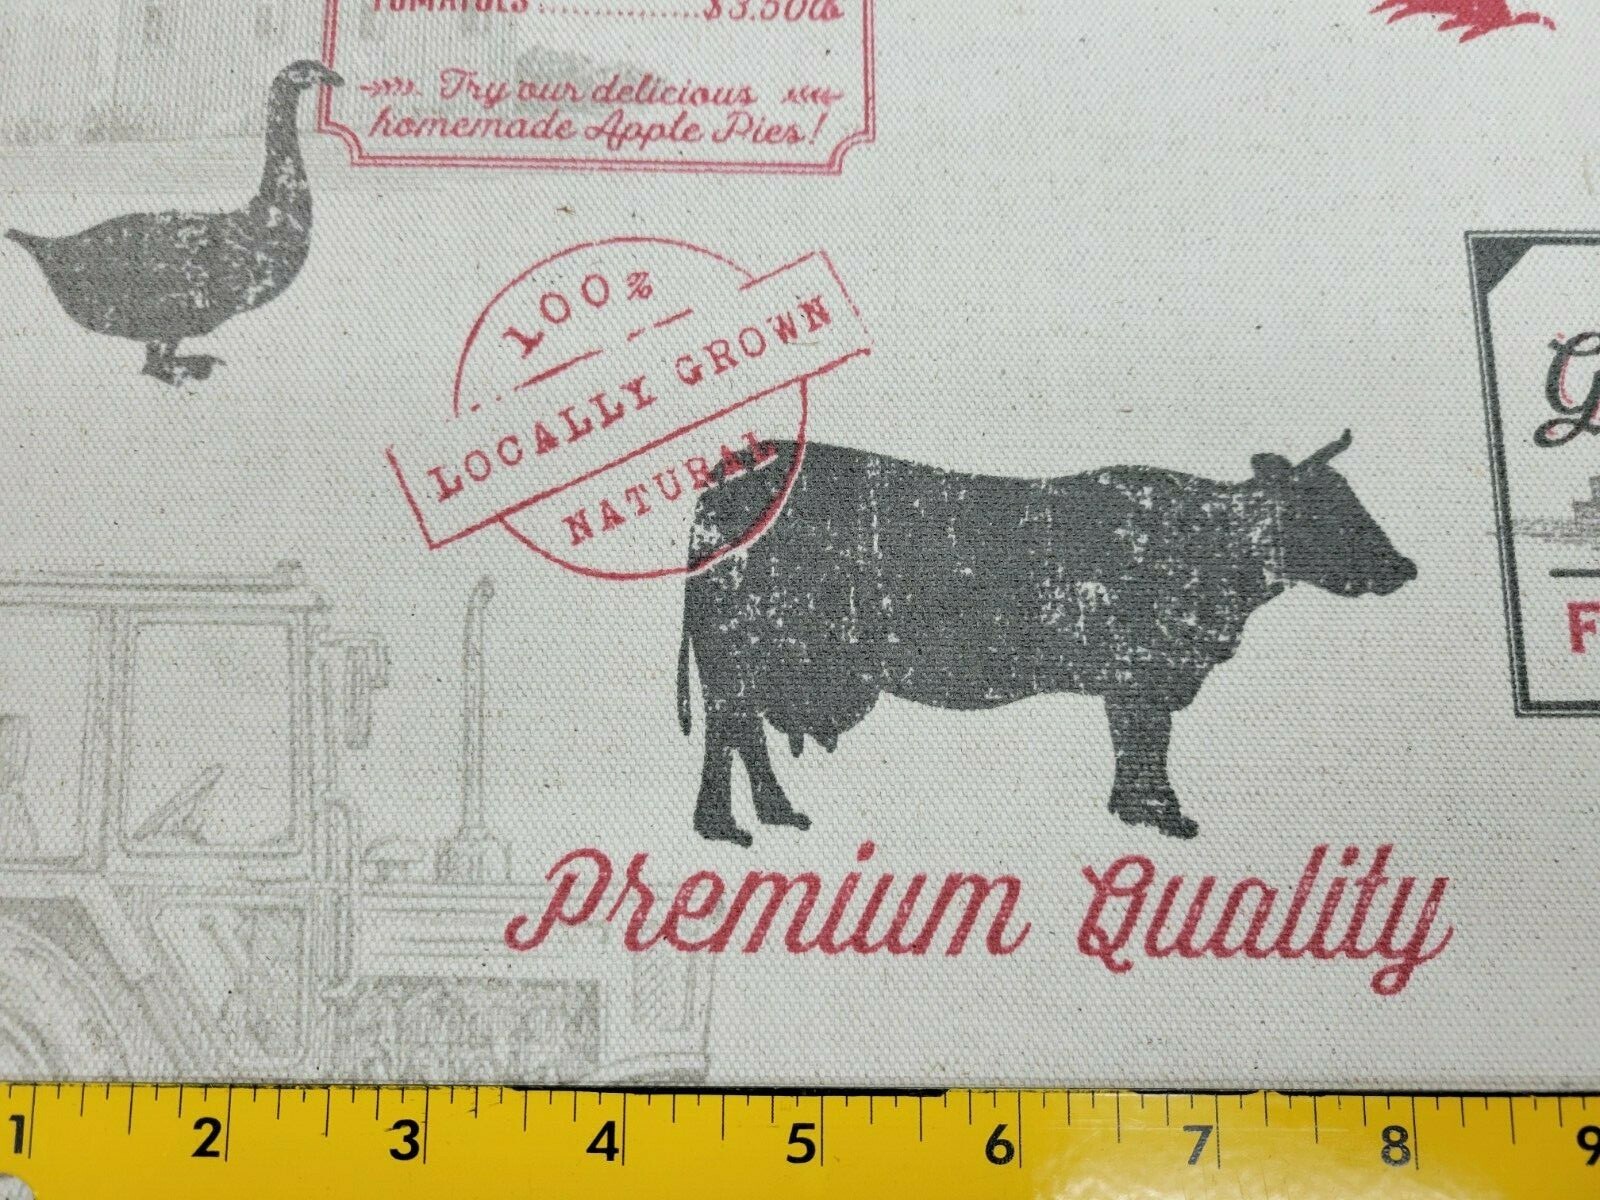 TOMATOES..................$3.50lb
Try our delicious
homemade Apple Pies!
100%
LOCALLY GROWN
NATURAL
Premium Quality
1 2 3 4 5 6 7 8 9